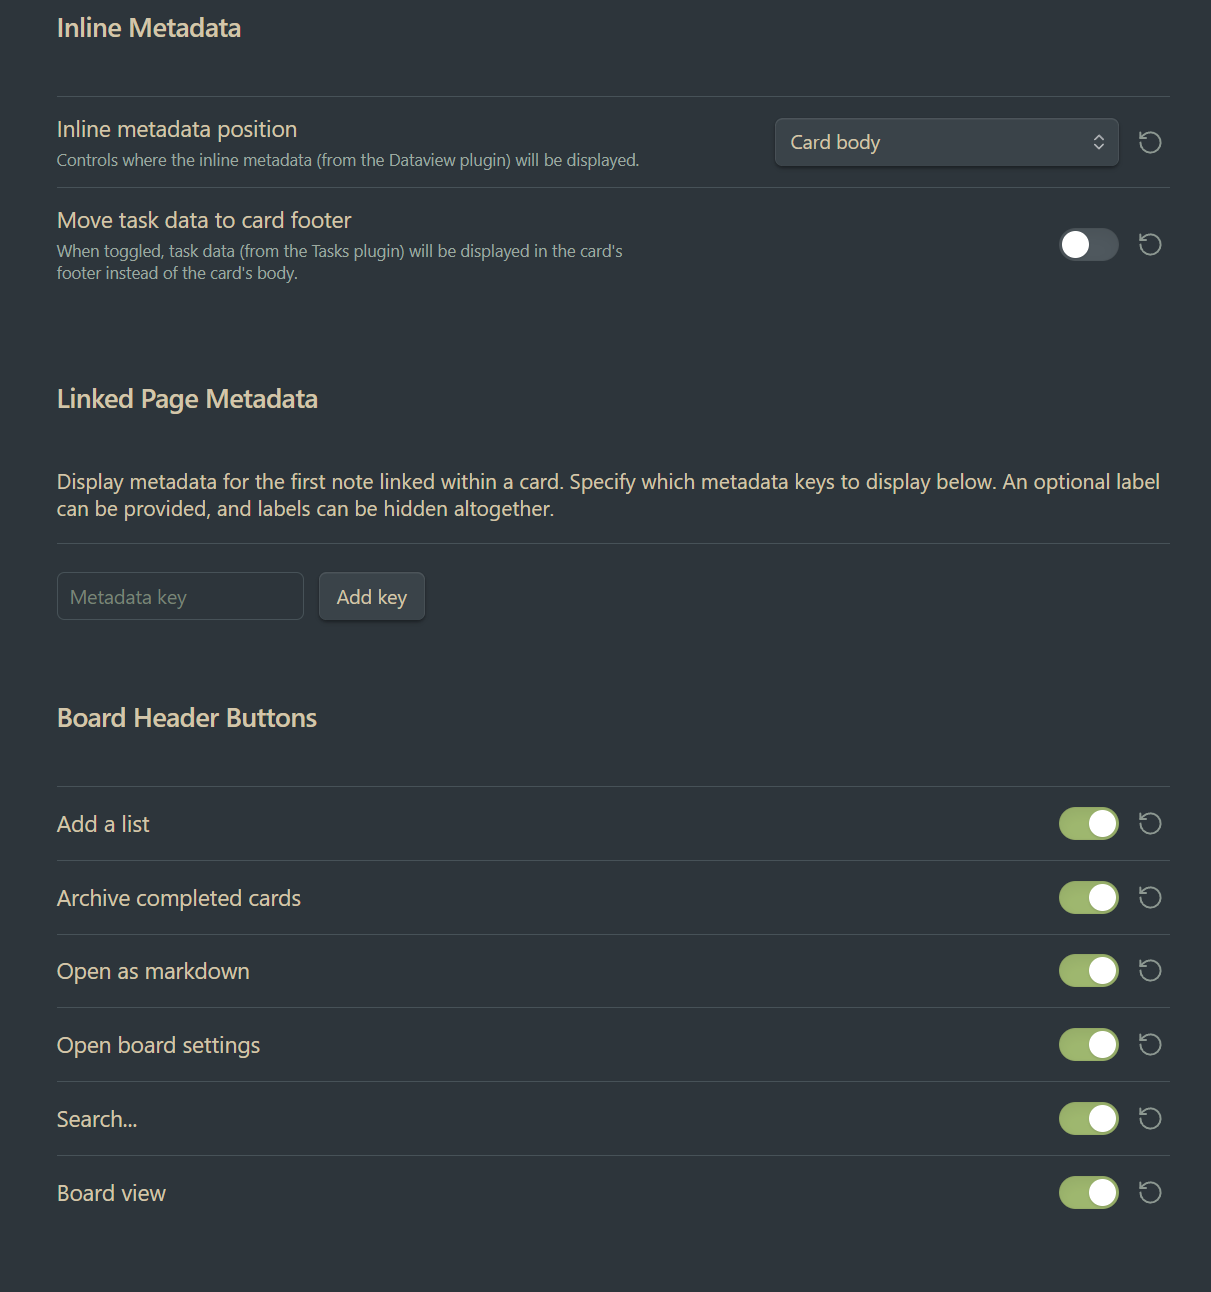 Inline Metadata
Inline metadata position
Controls where the inline metadata (from the Dataview plugin) will be displayed.
Card body
Move task data to card footer
When toggled, task data (from the Tasks plugin) will be displayed in the card's
footer instead of the card's body.
Linked Page Metadata
Display metadata for the first note linked within a card. Specify which metadata keys to display below. An optional label
can be provided, and labels can be hidden altogether.
Metadata key
Add key
Board Header Buttons
Add a list
Archive completed cards
Open as markdown
Open board settings
Search...
Board view